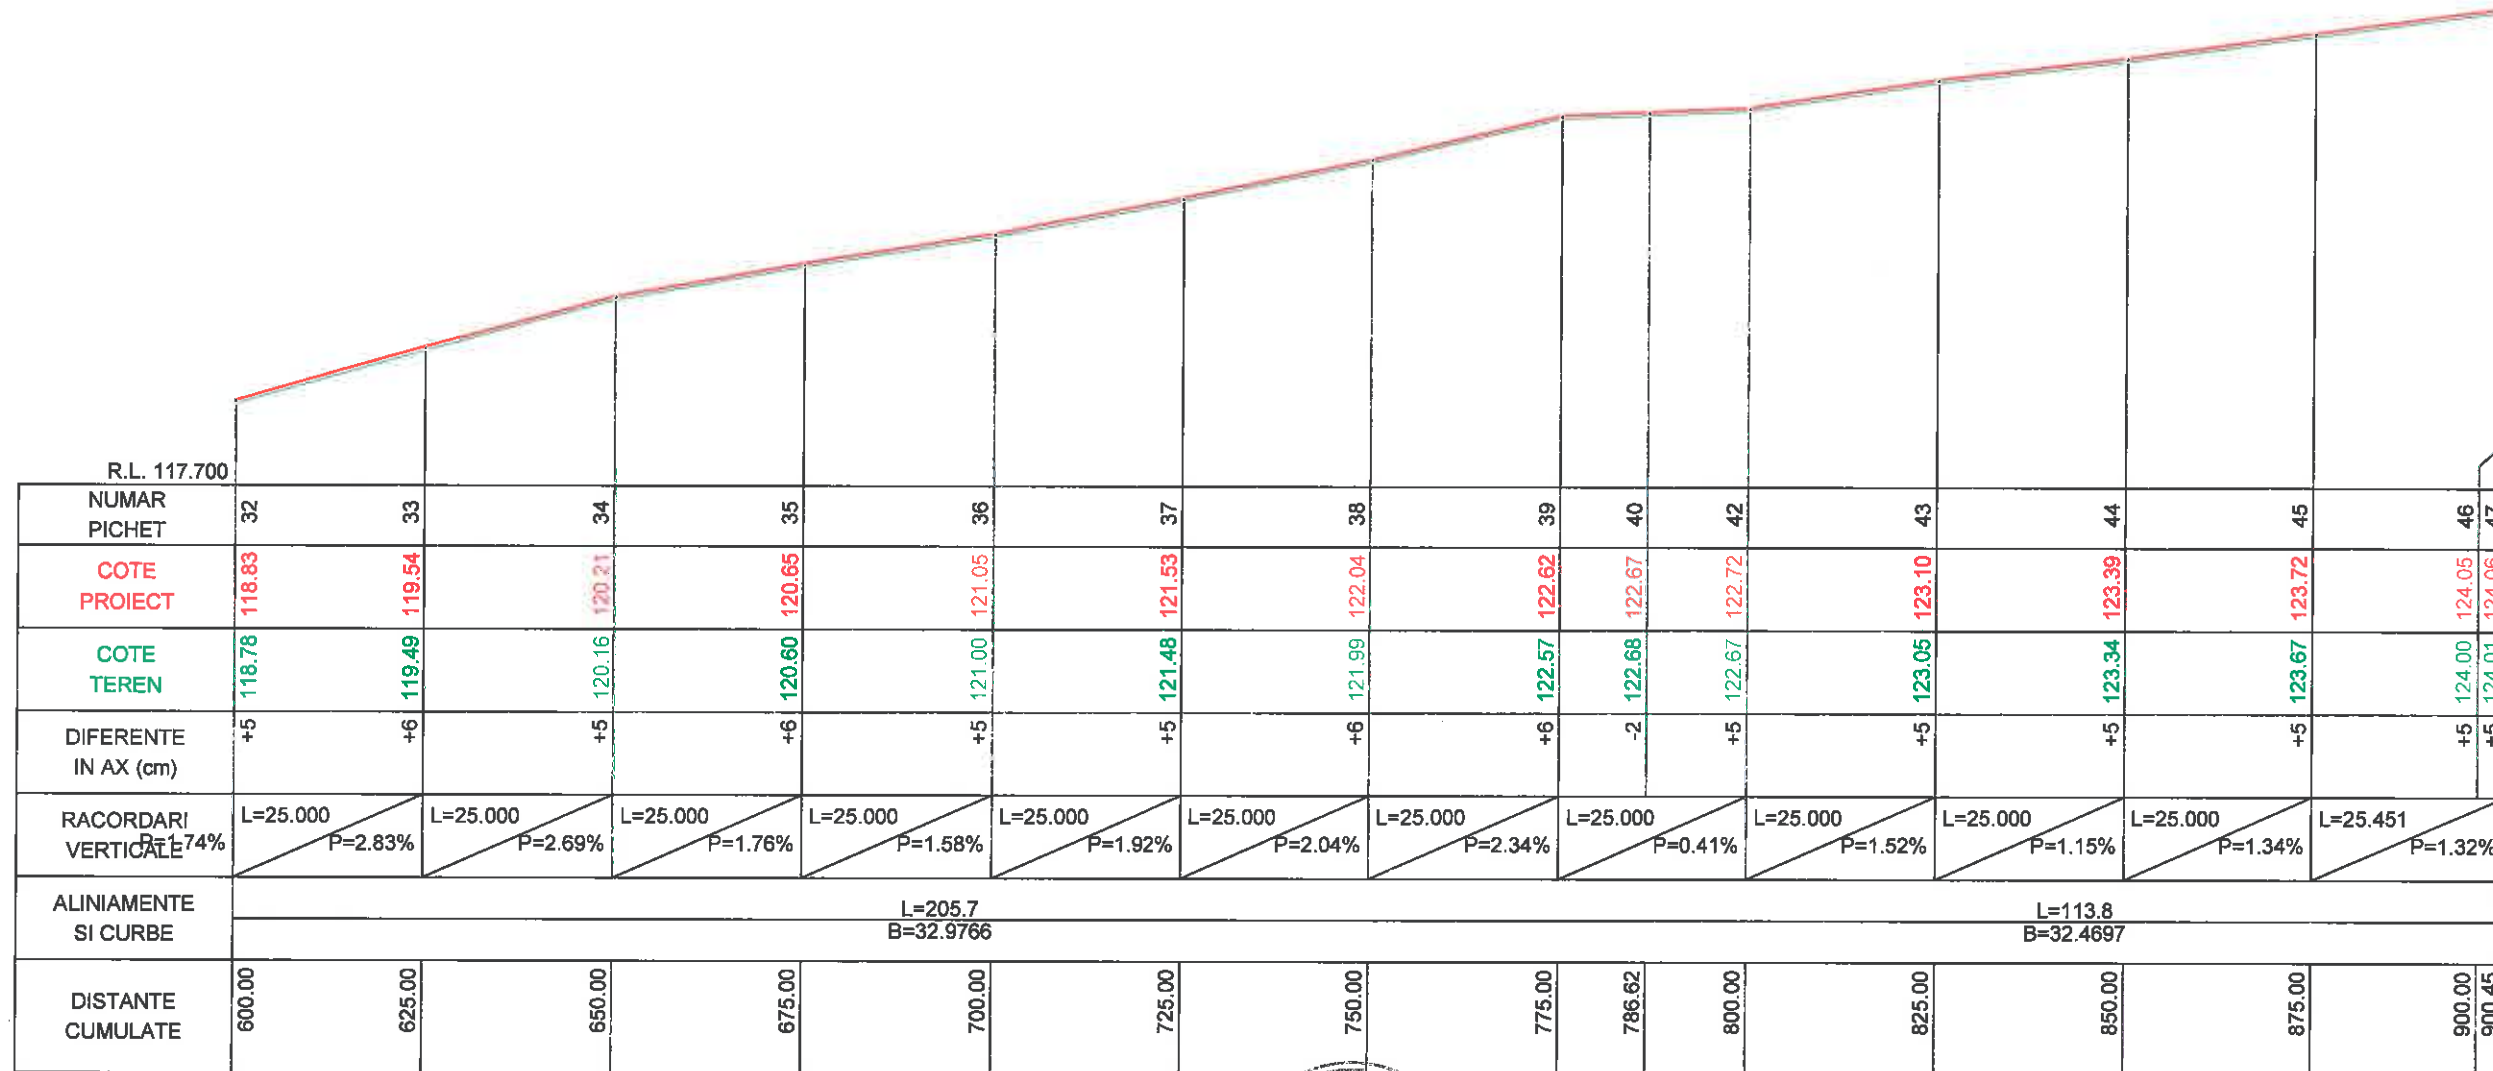 R.L. 117.700
NUMAR
PICHET
32 33 34 35 36 37 38 39 40 42 43 44 45 46 47
COTE
PROIECT
118.83 119.54 120.21 120.65 121.05 121.53 122.04 122.62 122.67 122.72 123.10 123.39 123.72 124.05 124.06
COTE
TEREN
118.78 119.49 120.16 120.60 121.00 121.48 121.99 122.57 122.68 122.67 123.05 123.34 123.67 124.00 124.01
DIFERENTE
IN AX (cm)
+5 +6 +5 +6 +5 +5 +6 +6 -2 +5 +5 +5 +5 +5 +5
RACORDARI
VERTICALE
L=25.000 L=25.000 L=25.000 L=25.000 L=25.000 L=25.000 L=25.000 L=25.000 L=25.000 L=25.000 L=25.000 L=25.451
P=1.74% P=2.83% P=2.69% P=1.76% P=1.58% P=1.92% P=2.04% P=2.34% P=0.41% P=1.52% P=1.15% P=1.34% P=1.32%
ALINIAMENTE
SI CURBE
L=205.7 L=113.8
B=32.9766 B=32.4697
DISTANTE
CUMULATE
600.00 625.00 650.00 675.00 700.00 725.00 750.00 775.00 786.62 800.00 825.00 850.00 875.00 900.00 900.45